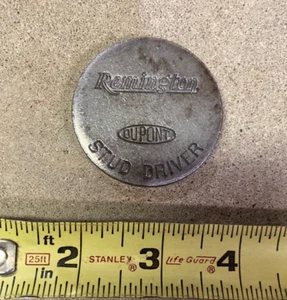 Remington
DUPONT
STUD DRIVER
ft 2 STANLEY® 3 Life Guard® 4
25ft
in